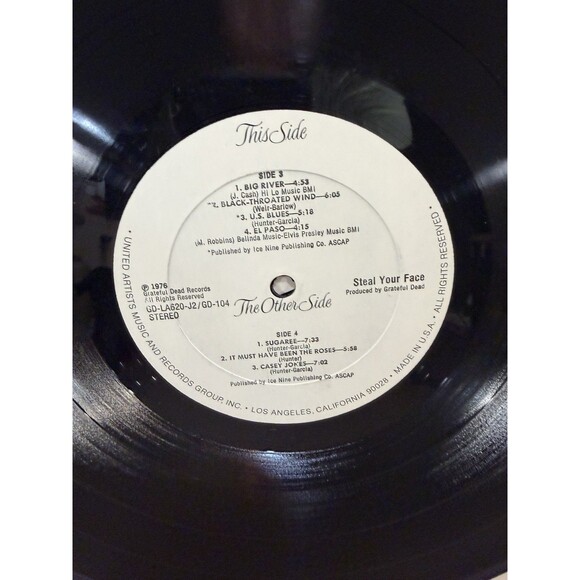 This Side
SIDE 3
1. BIG RIVER—4:53
(J. Cash) Hi Lo Music BMI
*2. BLACK-THROATED WIND—6:05
(Weir-Barlow)
*3. U.S. BLUES—5:18
(Hunter-Garcia)
4. EL PASO—4:15
(M. Robbins) Belinda Music-Elvis Presley Music BMI
*Published by Ice Nine Publishing Co. ASCAP
℗ 1976
Grateful Dead Records
All Rights Reserved
GD-LA620-J2/GD-104
STEREO
Steal Your Face
Produced by Grateful Dead
The Other Side
SIDE 4
1. SUGAREE—7:33
(Hunter-Garcia)
2. IT MUST HAVE BEEN THE ROSES—5:58
(Hunter)
3. CASEY JONES—7:02
(Hunter-Garcia)
Published by Ice Nine Publishing Co. ASCAP
• UNITED ARTISTS MUSIC AND RECORDS GROUP, INC. • LOS ANGELES, CALIFORNIA 90028 • MADE IN U.S.A. • ALL RIGHTS RESERVED •